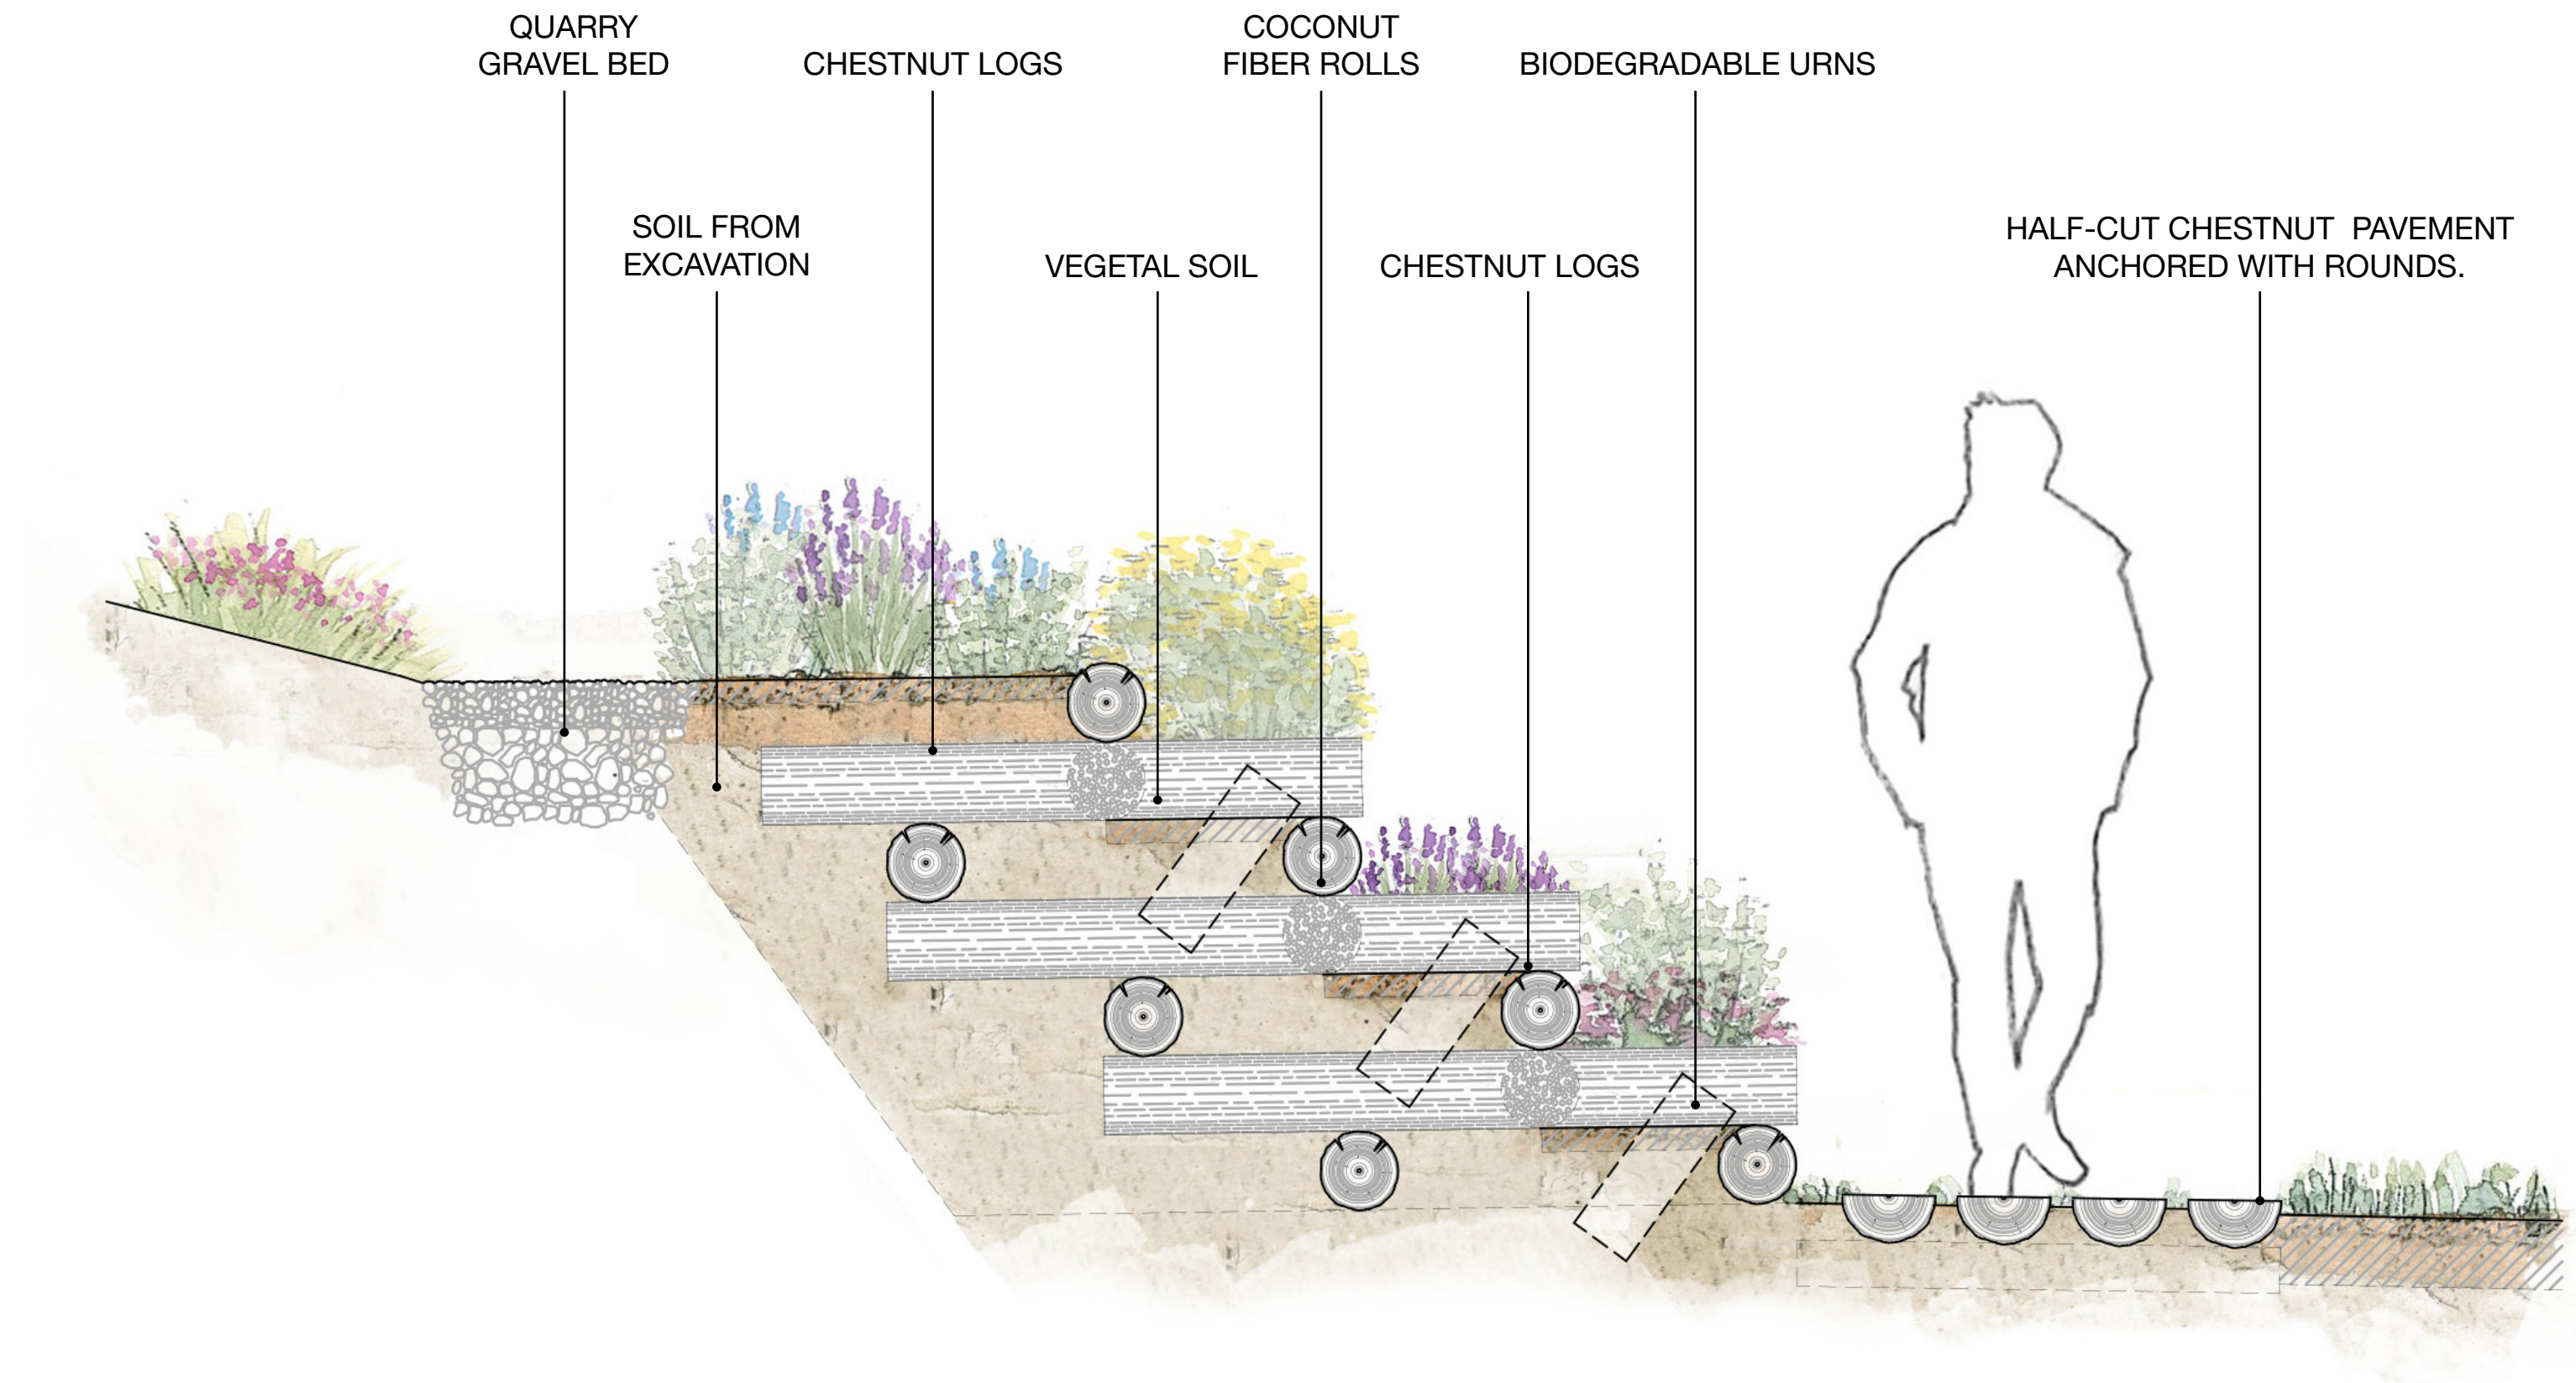 QUARRY
GRAVEL BED
CHESTNUT LOGS
COCONUT
FIBER ROLLS
BIODEGRADABLE URNS
SOIL FROM
EXCAVATION
VEGETAL SOIL
CHESTNUT LOGS
HALF-CUT CHESTNUT  PAVEMENT
ANCHORED WITH ROUNDS.